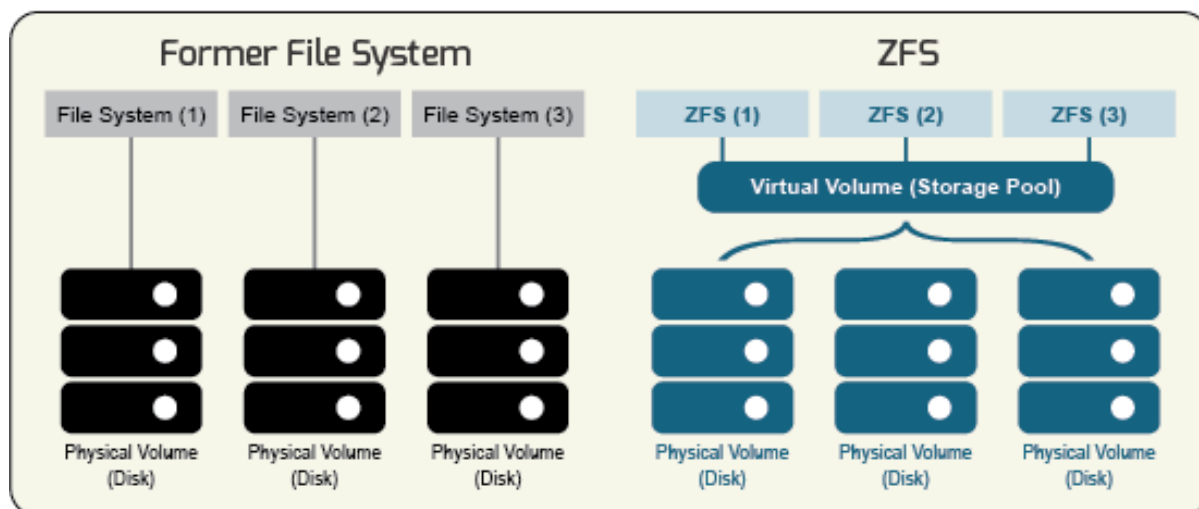 Former File System
ZFS
File System (1)
File System (2)
File System (3)
ZFS (1)
ZFS (2)
ZFS (3)
Virtual Volume (Storage Pool)
Physical Volume
(Disk)
Physical Volume
(Disk)
Physical Volume
(Disk)
Physical Volume
(Disk)
Physical Volume
(Disk)
Physical Volume
(Disk)